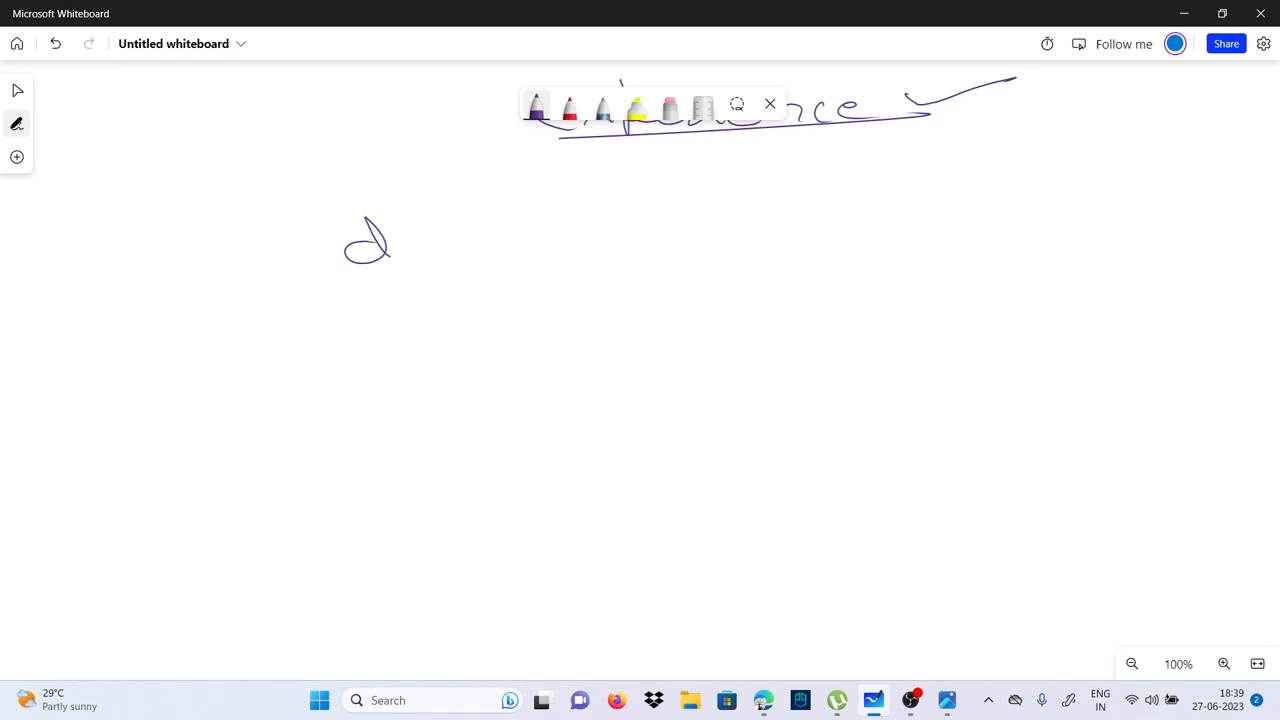 Microsoft Whiteboard
Untitled whiteboard
Follow me
Share
d
100%
29°C
Partly sunny
Search
ENG
IN
18:39
27-06-2023
2